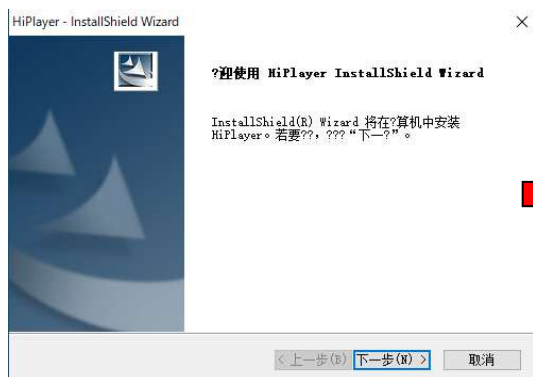 HiPlayer - InstallShield Wizard
?迎使用 HiPlayer InstallShield Wizard
InstallShield(R) Wizard 将在?算机中安装
HiPlayer。若要??，???“下一?”。
< 上一步(B) 下一步(N) > 取消